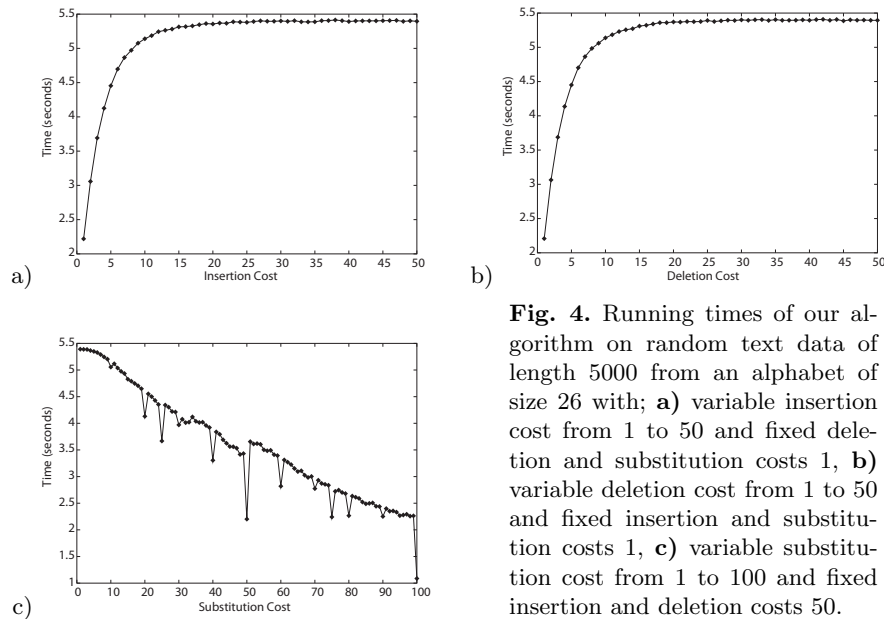 5.5
5
4.5
4
3.5
3
2.5
2
Time (seconds)
0 5 10 15 20 25 30 35 40 45 50
Insertion Cost
a)
5.5
5
4.5
4
3.5
3
2.5
2
Time (seconds)
0 5 10 15 20 25 30 35 40 45 50
Deletion Cost
b)
5.5
5
4.5
4
3.5
3
2.5
2
1.5
1
Time (seconds)
0 10 20 30 40 50 60 70 80 90 100
Substitution Cost
c)
Fig. 4. Running times of our al-
gorithm on random text data of
length 5000 from an alphabet of
size 26 with; a) variable insertion
cost from 1 to 50 and fixed dele-
tion and substitution costs 1, b)
variable deletion cost from 1 to 50
and fixed insertion and substitu-
tion costs 1, c) variable substitu-
tion cost from 1 to 100 and fixed
insertion and deletion costs 50.